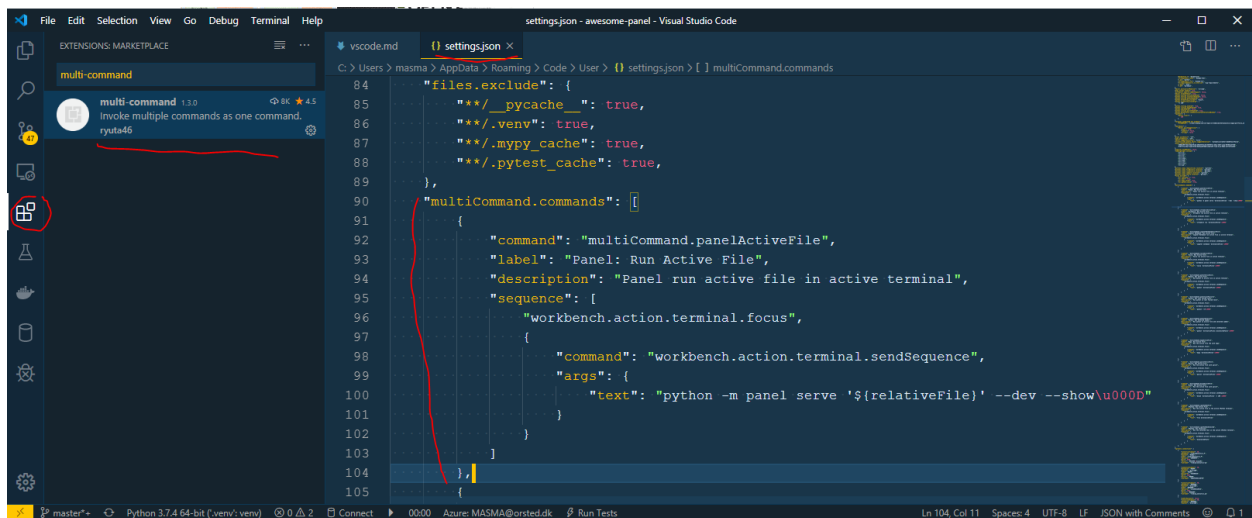 File Edit Selection View Go Debug Terminal Help
settings.json - awesome-panel - Visual Studio Code
EXTENSIONS: MARKETPLACE
multi-command
multi-command 1.3.0 8K 4.5
Invoke multiple commands as one command.
ryuta46
47
vscode.md
{} settings.json ×
C: > Users > masma > AppData > Roaming > Code > User > {} settings.json > [ ] multiCommand.commands
84 "files.exclude": {
85 "**/__pycache__": true,
86 "**/.venv": true,
87 "**/.mypy_cache": true,
88 "**/.pytest_cache": true,
89 },
90 "multiCommand.commands": [
91 {
92 "command": "multiCommand.panelActiveFile",
93 "label": "Panel: Run Active File",
94 "description": "Panel run active file in active terminal",
95 "sequence": [
96 "workbench.action.terminal.focus",
97 {
98 "command": "workbench.action.terminal.sendSequence",
99 "args": {
100 "text": "python -m panel serve '${relativeFile}' --dev --show\u000D"
101 }
102 }
103 ]
104 },
105 {
master*+ Python 3.7.4 64-bit ('.venv': venv) 0 2 Connect 00:00 Azure: MASMA@orsted.dk Run Tests Ln 104, Col 11 Spaces: 4 UTF-8 LF JSON with Comments 1